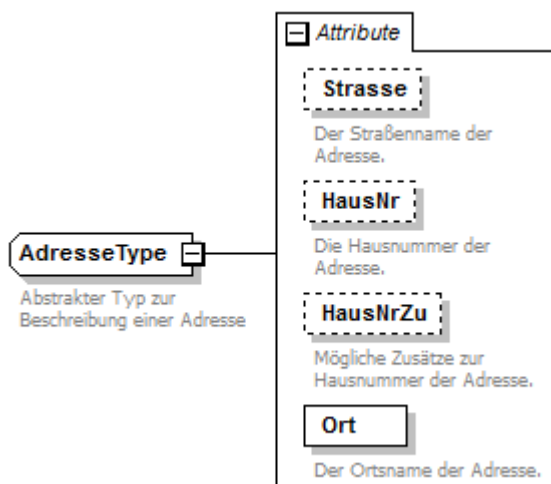 Attribute
Strasse
Der Straßenname der
Adresse.
HausNr
Die Hausnummer der
Adresse.
AdresseType
Abstrakter Typ zur
Beschreibung einer Adresse
HausNrZu
Mögliche Zusätze zur
Hausnummer der Adresse.
Ort
Der Ortsname der Adresse.